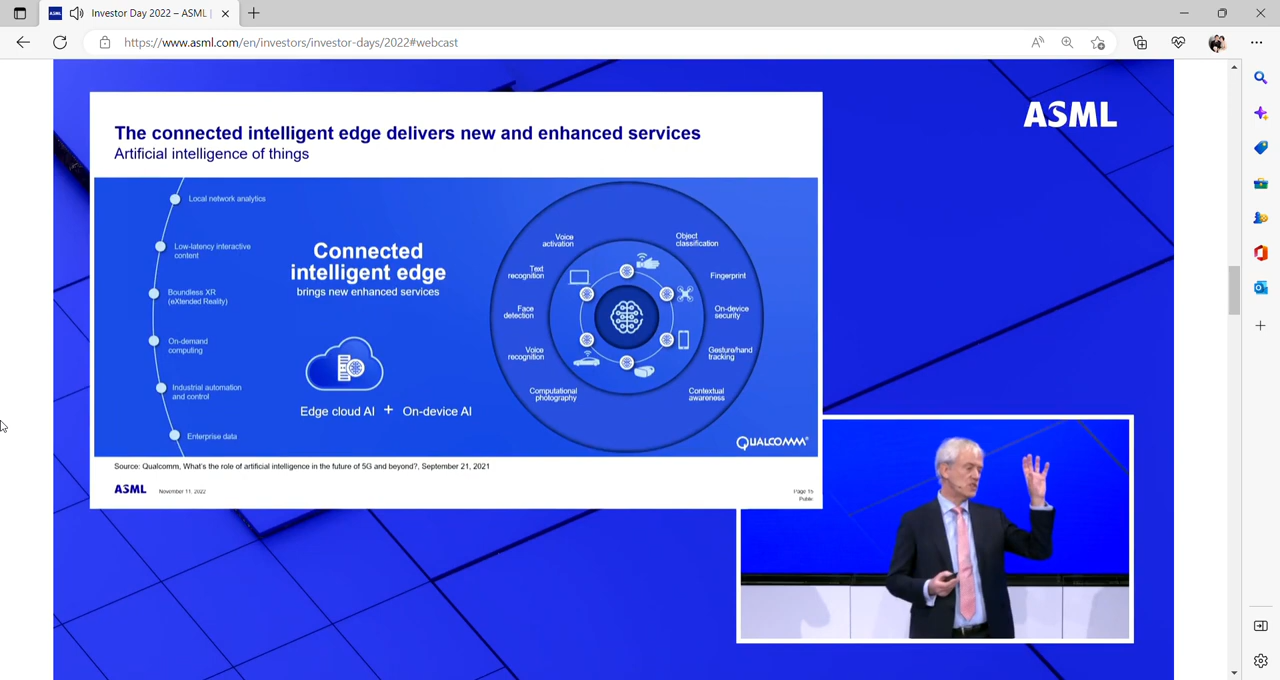 ASML
Investor Day 2022 – ASML |
https://www.asml.com/en/investors/investor-days/2022#webcast
ASML
The connected intelligent edge delivers new and enhanced services
Artificial intelligence of things
Local network analytics
Low-latency interactive
content
Boundless XR
(eXtended Reality)
On-demand
computing
Industrial automation
and control
Enterprise data
Connected
intelligent edge
brings new enhanced services
Edge cloud AI + On-device AI
Voice
activation
Text
recognition
Face
detection
Voice
recognition
Computational
photography
Object
classification
Fingerprint
On-device
security
Gesture/hand
tracking
Contextual
awareness
QUALCOMM®
Source: Qualcomm, What's the role of artificial intelligence in the future of 5G and beyond?, September 21, 2021
ASML
November 11, 2022
Page 15
Public